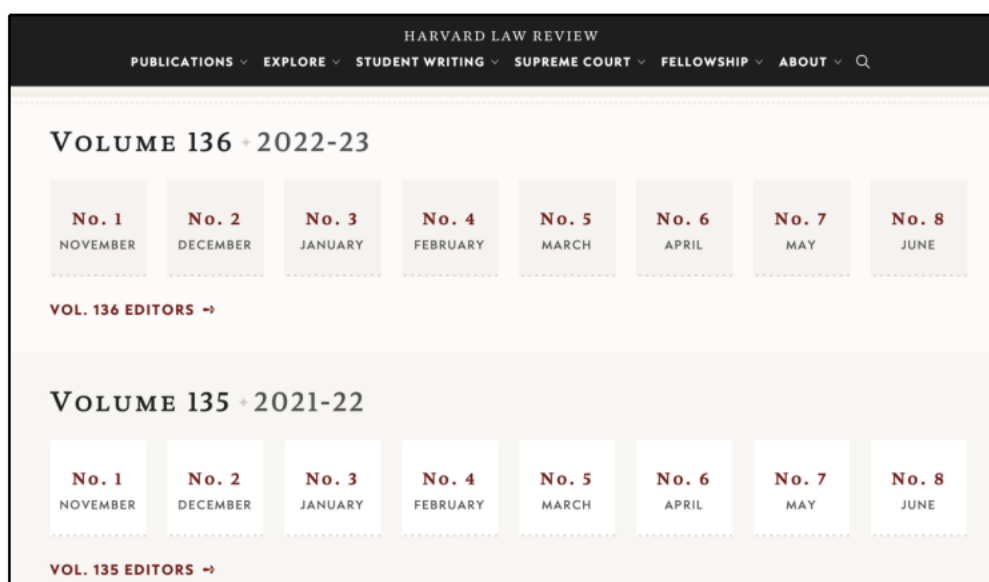 HARVARD LAW REVIEW
PUBLICATIONS EXPLORE STUDENT WRITING SUPREME COURT FELLOWSHIP ABOUT
VOLUME 136 2022-23
No. 1 No. 2 No. 3 No. 4 No. 5 No. 6 No. 7 No. 8
NOVEMBER DECEMBER JANUARY FEBRUARY MARCH APRIL MAY JUNE
VOL. 136 EDITORS
VOLUME 135 2021-22
No. 1 No. 2 No. 3 No. 4 No. 5 No. 6 No. 7 No. 8
NOVEMBER DECEMBER JANUARY FEBRUARY MARCH APRIL MAY JUNE
VOL. 135 EDITORS